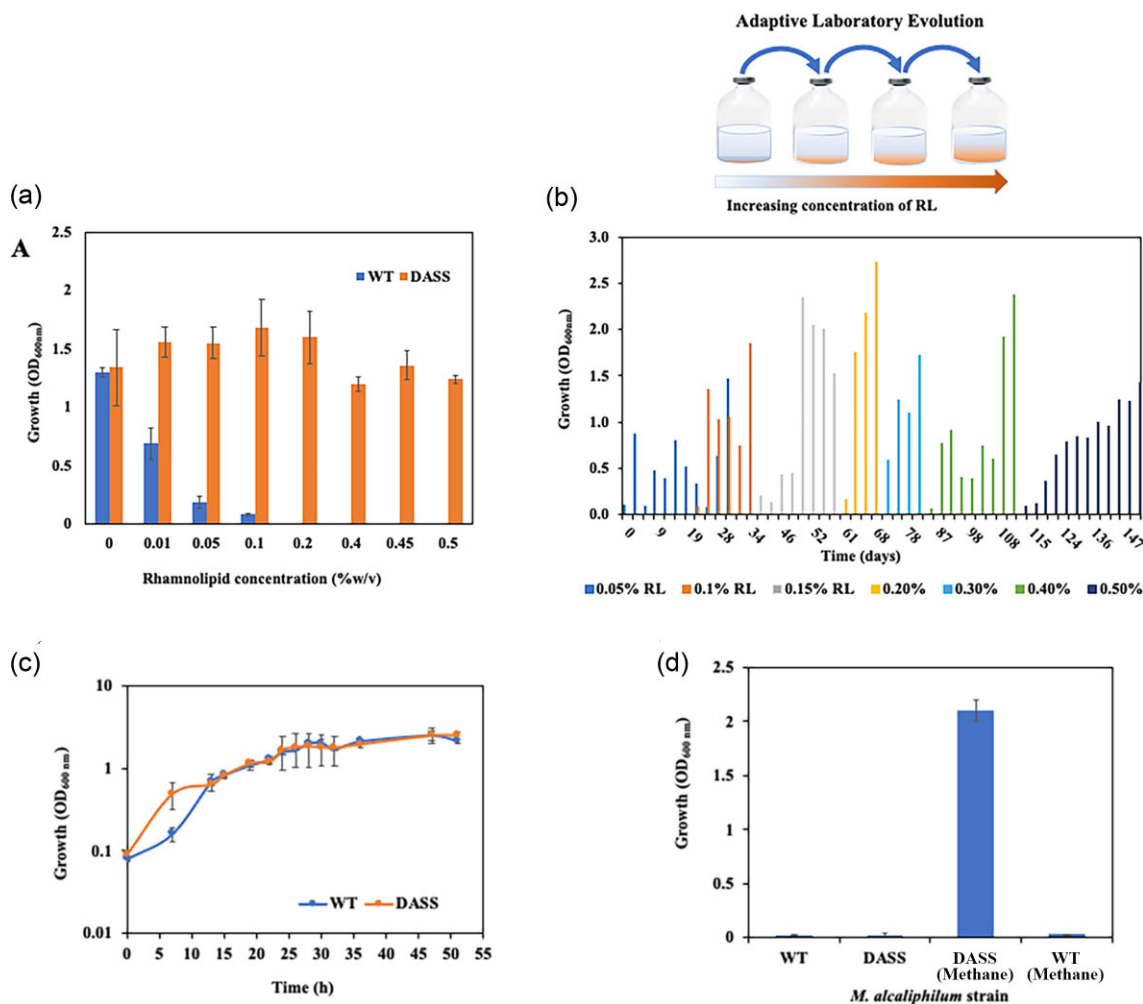 Adaptive Laboratory Evolution
Increasing concentration of RL
(a)
A
2.5
2
1.5
1
0.5
0
Growth (OD600nm)
WT DASS
0 0.01 0.05 0.1 0.2 0.4 0.45 0.5
Rhamnolipid concentration (%w/v)
(b)
3.0
2.5
2.0
1.5
1.0
0.5
0.0
Growth (OD600nm)
0 9 19 28 34 46 52 61 68 78 87 98 108 115 124 136 147
Time (days)
0.05% RL 0.1% RL 0.15% RL 0.20% 0.30% 0.40% 0.50%
(c)
10
1
0.1
0.01
Growth (OD600 nm)
WT DASS
0 5 10 15 20 25 30 35 40 45 50 55
Time (h)
(d)
2.5
2
1.5
1
0.5
0
Growth (OD600 nm)
WT DASS DASS WT
(Methane) (Methane)
M. alcaliphilum strain